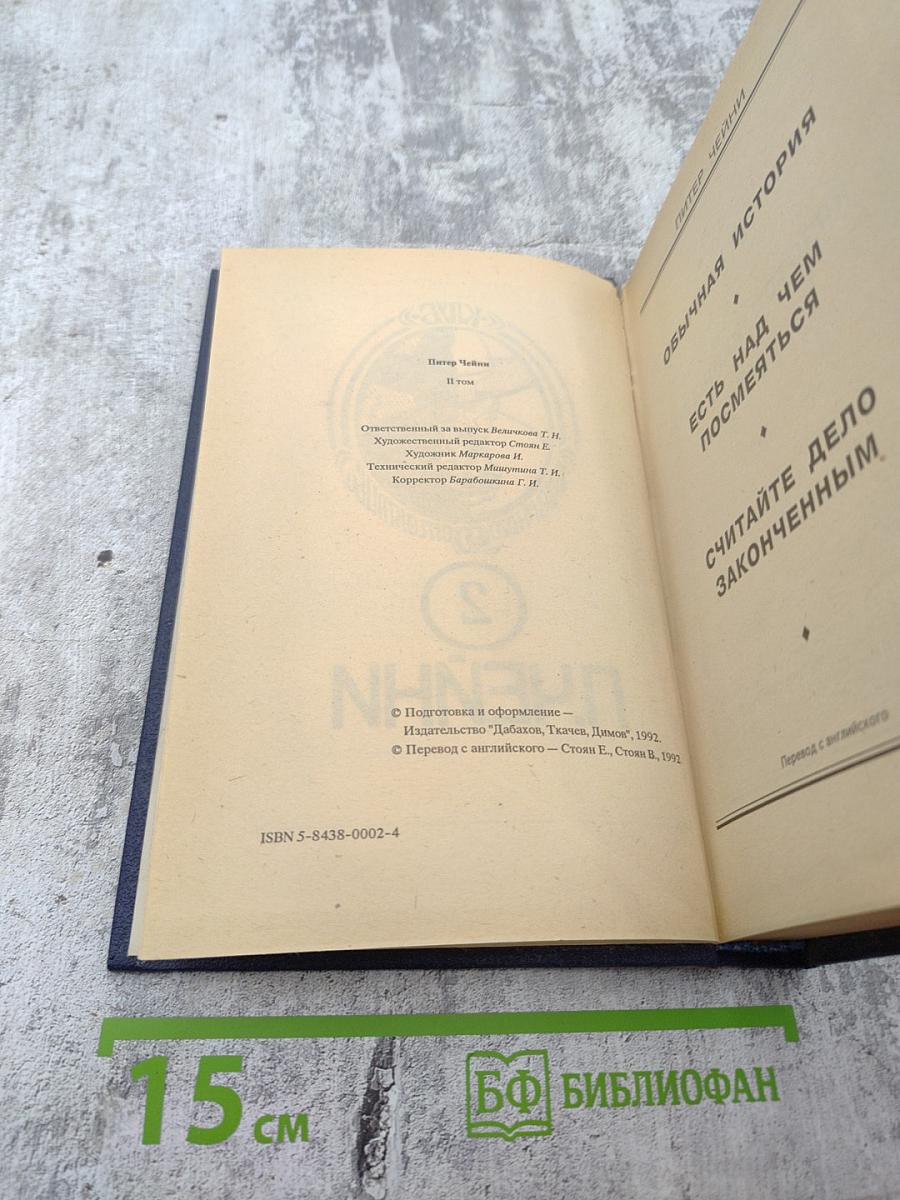 Питер Чейни
II том
Ответственный за выпуск Величкова Т. Н.
Художественный редактор Стоян Е.
Художник Маркарова И.
Технический редактор Мишутина Т. И.
Корректор Барабошкина Г. И.
© Подготовка и оформление —
Издательство "Дабахов, Ткачев, Димов", 1992.
© Перевод с английского — Стоян Е., Стоян В., 1992
ISBN 5-8438-0002-4
ПИТЕР ЧЕЙНИ
ОБЫЧНАЯ ИСТОРИЯ
ЕСТЬ НАД ЧЕМ
ПОСМЕЯТЬСЯ
СЧИТАЙТЕ ДЕЛО
ЗАКОНЧЕННЫМ
Перевод с английского
15 см
БФ БИБЛИОФАН